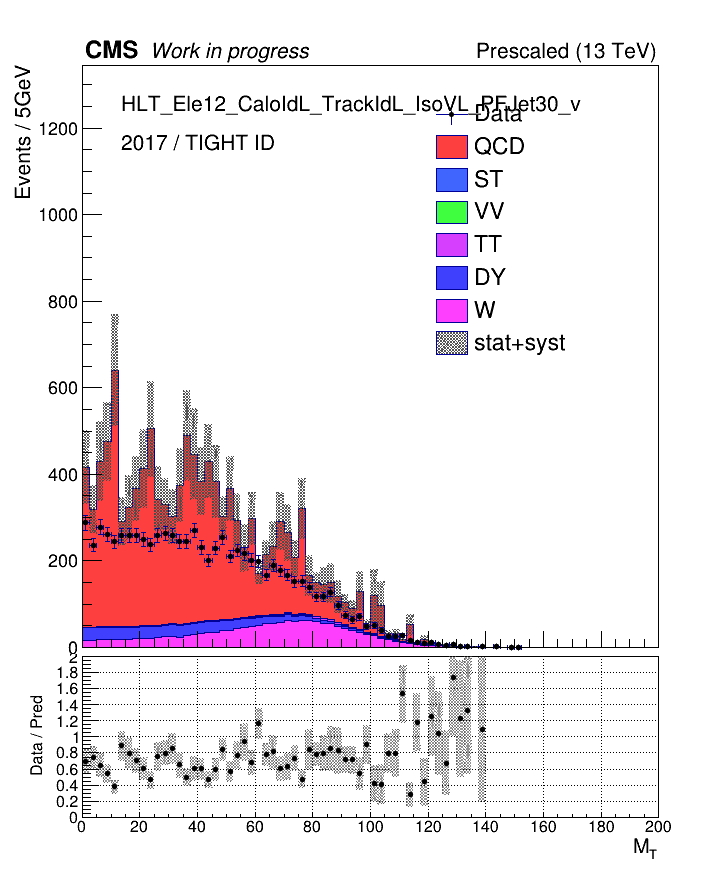 CMS Work in progress Prescaled (13 TeV)
HLT_Ele12_CaloIdL_TrackIdL_IsoVL_PFJet30_v
2017 / TIGHT ID
Data
QCD
ST
VV
TT
DY
W
stat+syst
Events / 5GeV
1200
1000
800
600
400
200
0
Data / Pred
2
1.8
1.6
1.4
1.2
1
0.8
0.6
0.4
0.2
0
0 20 40 60 80 100 120 140 160 180 200
M_T